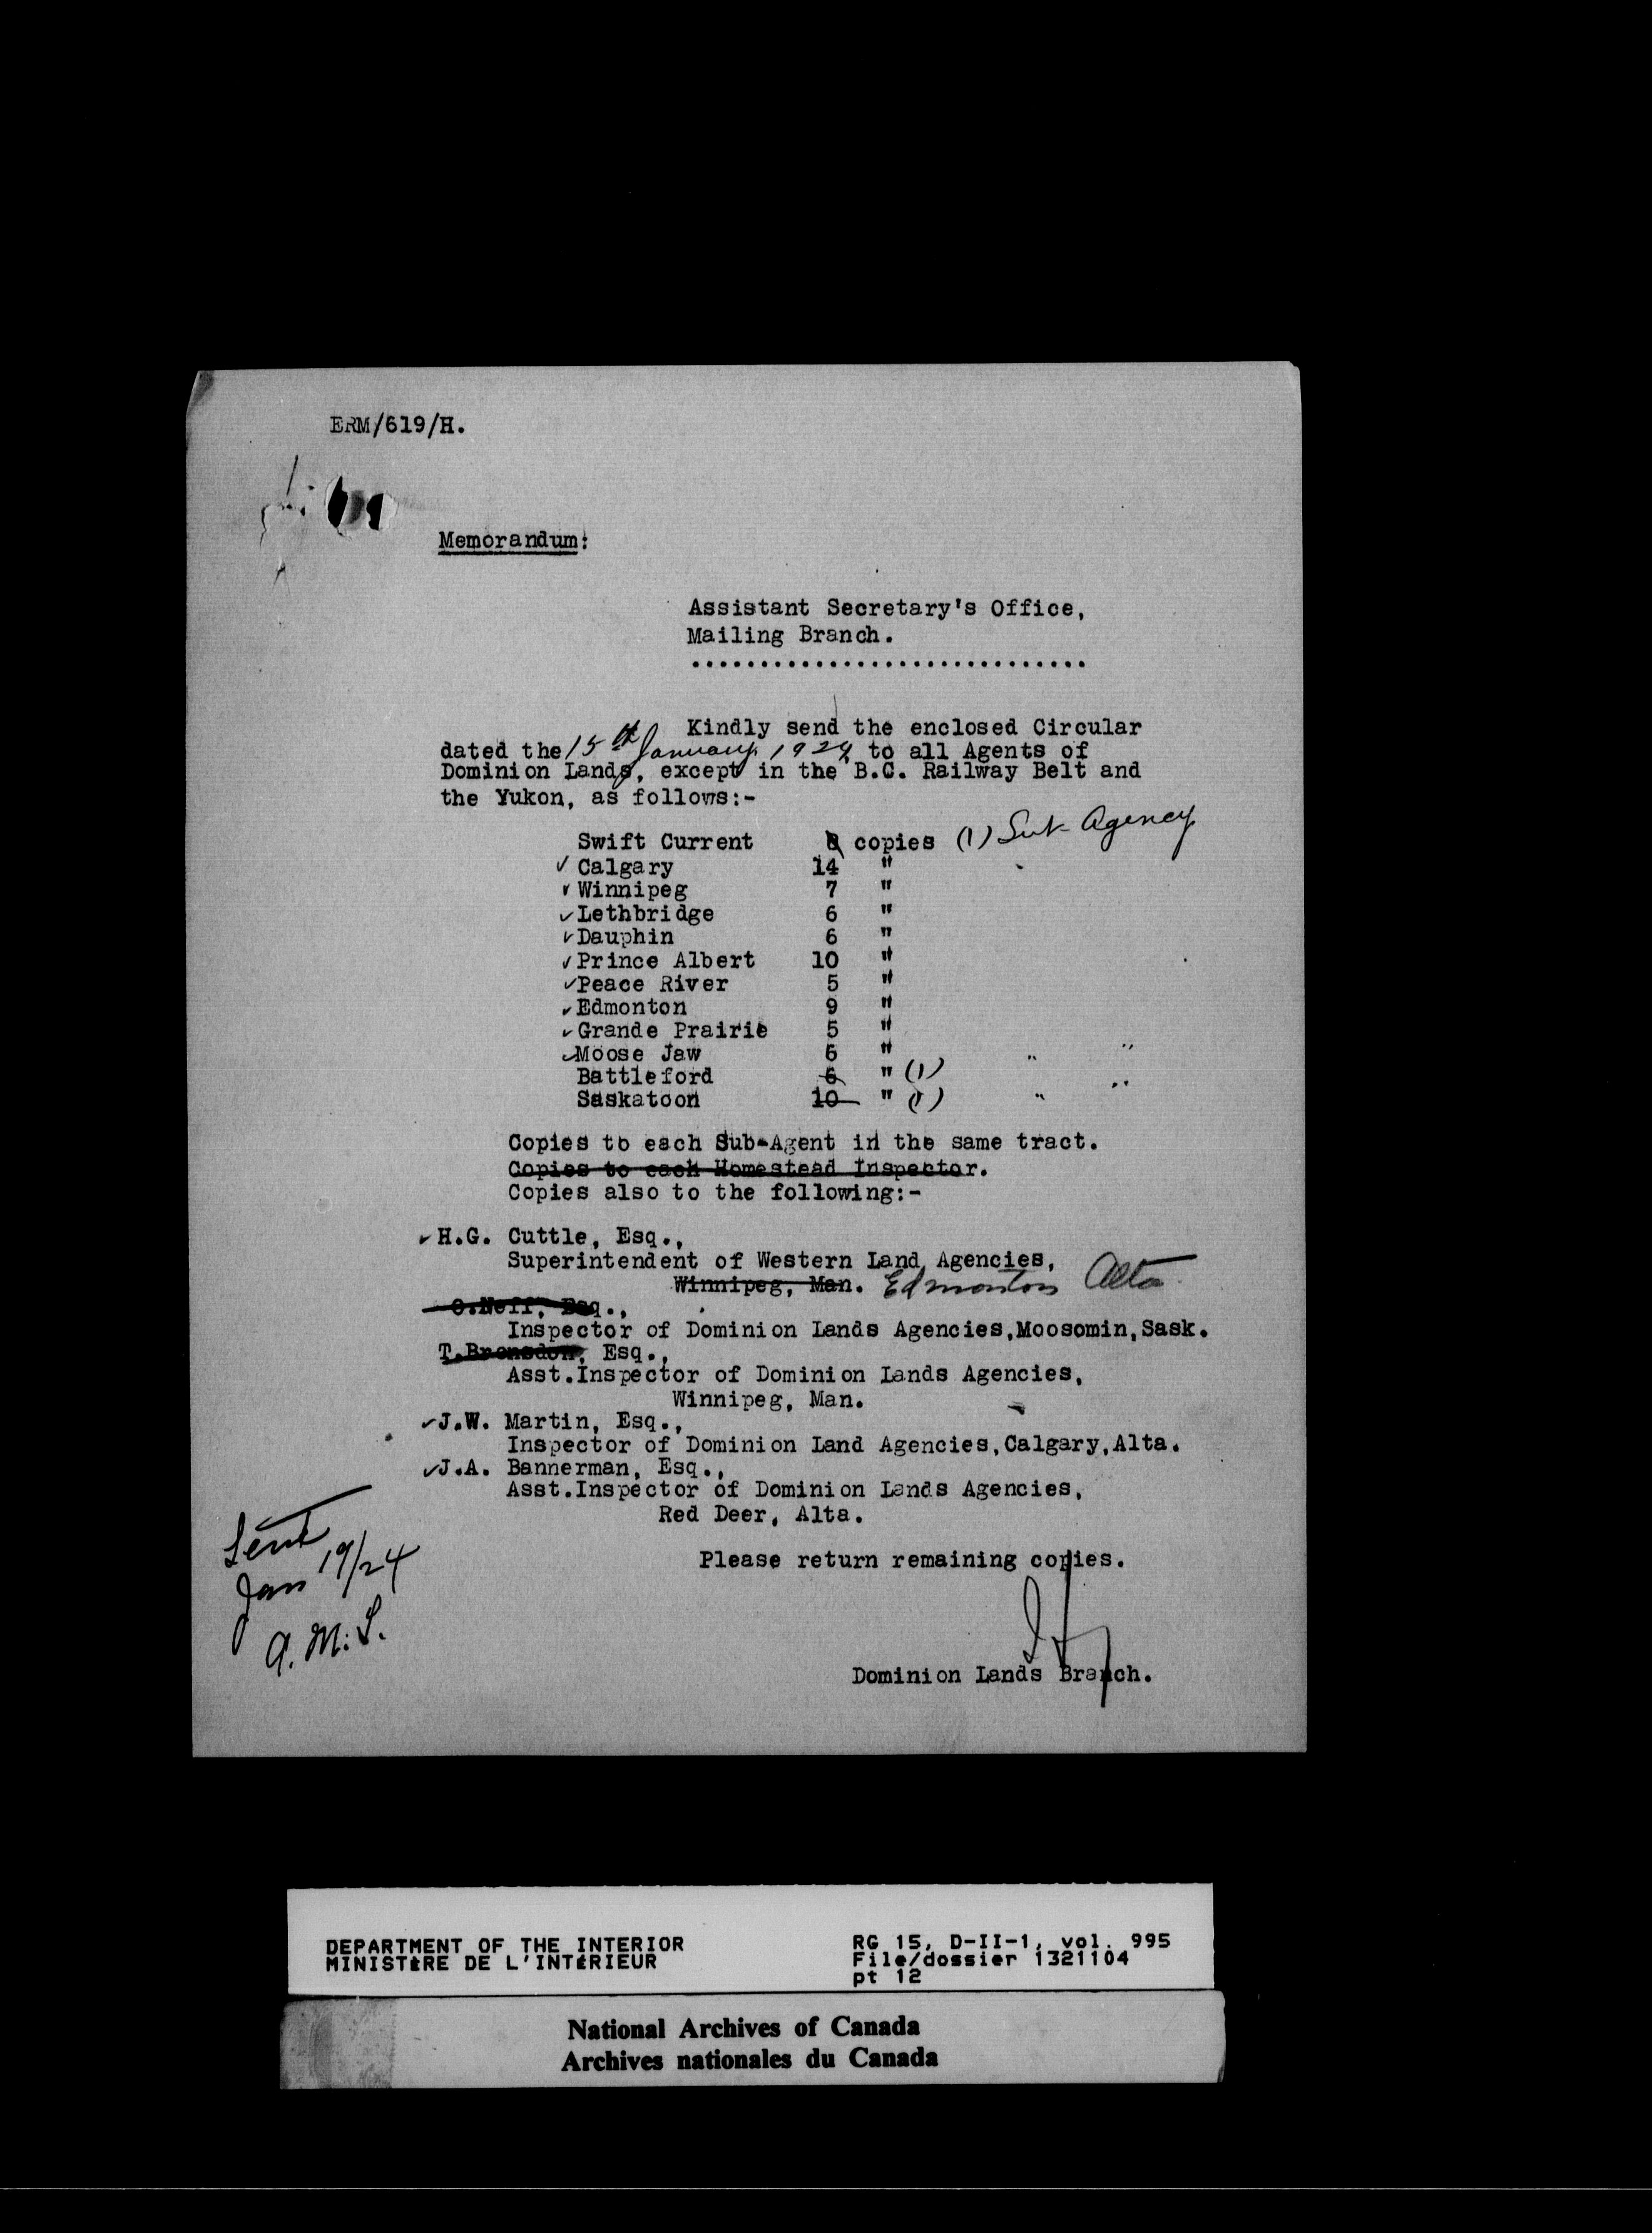 ERM/619/H.
Memorandum:
Assistant Secretary's Office,
Mailing Branch.
.............................
Kindly send the enclosed Circular
dated the 15th January 1924 to all Agents of
Dominion Lands, except in the B.C. Railway Belt and
the Yukon, as follows:-
Swift Current 8 copies (1) Sub-Agency
✓ Calgary 14 "
✓ Winnipeg 7 "
✓ Lethbridge 6 "
✓ Dauphin 6 "
✓ Prince Albert 10 "
✓ Peace River 5 "
✓ Edmonton 9 "
✓ Grande Prairie 5 "
✓ Moose Jaw 6 "
Battleford 6 " (1) " "
Saskatoon 10 " (1) " "
Copies to each Sub-Agent in the same tract.
Copies to each Homestead Inspector.
Copies also to the following:-
✓ H.G. Cuttle, Esq.,
Superintendent of Western Land Agencies,
Winnipeg, Man. Edmonton Alta
O.Neff, Esq.,
Inspector of Dominion Lands Agencies,Moosomin,Sask.
T.Bronsdon, Esq.,
Asst.Inspector of Dominion Lands Agencies,
Winnipeg, Man.
✓ J.W. Martin, Esq.,
Inspector of Dominion Land Agencies,Calgary,Alta.
✓ J.A. Bannerman, Esq.,
Asst.Inspector of Dominion Lands Agencies,
Red Deer, Alta.
Please return remaining copies.
Sent
Jan 19/24
A.M.S.
Dominion Lands Branch.
DEPARTMENT OF THE INTERIOR
MINISTÈRE DE L'INTÉRIEUR
RG 15, D-II-1, vol. 995
File/dossier 1321104
pt 12
National Archives of Canada
Archives nationales du Canada